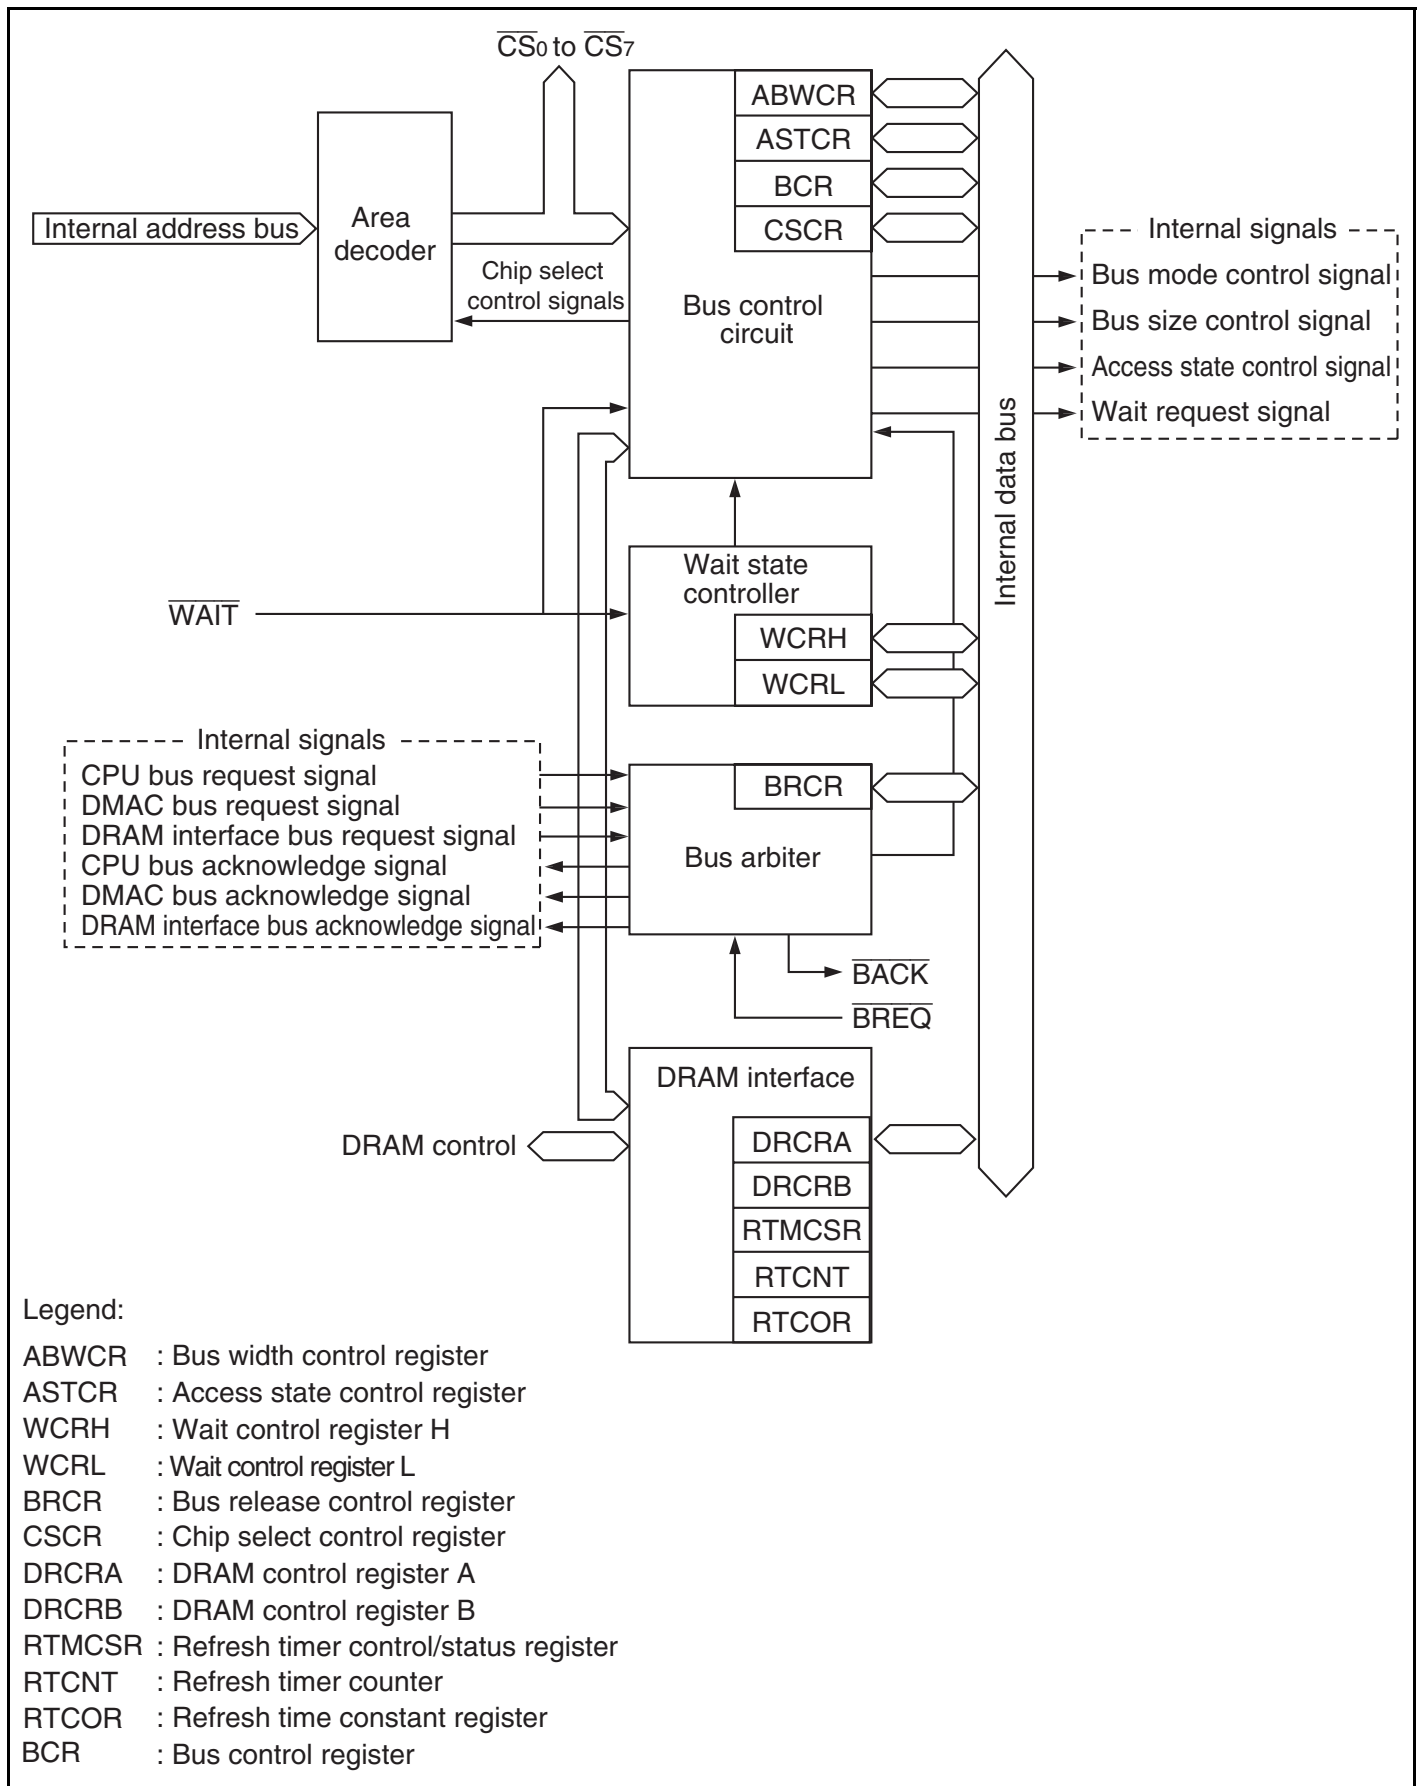 CS0 to CS7
ABWCR
ASTCR
BCR
CSCR
Internal address bus
Area
decoder
Chip select
control signals
Bus control
circuit
Internal signals
Bus mode control signal
Bus size control signal
Access state control signal
Wait request signal
Internal data bus
Wait state
controller
WAIT
WCRH
WCRL
Internal signals
CPU bus request signal
DMAC bus request signal
DRAM interface bus request signal
CPU bus acknowledge signal
DMAC bus acknowledge signal
DRAM interface bus acknowledge signal
BRCR
Bus arbiter
BACK
BREQ
DRAM interface
DRAM control
DRCRA
DRCRB
RTMCSR
RTCNT
RTCOR
Legend:
ABWCR : Bus width control register
ASTCR : Access state control register
WCRH : Wait control register H
WCRL : Wait control register L
BRCR : Bus release control register
CSCR : Chip select control register
DRCRA : DRAM control register A
DRCRB : DRAM control register B
RTMCSR : Refresh timer control/status register
RTCNT : Refresh timer counter
RTCOR : Refresh time constant register
BCR : Bus control register